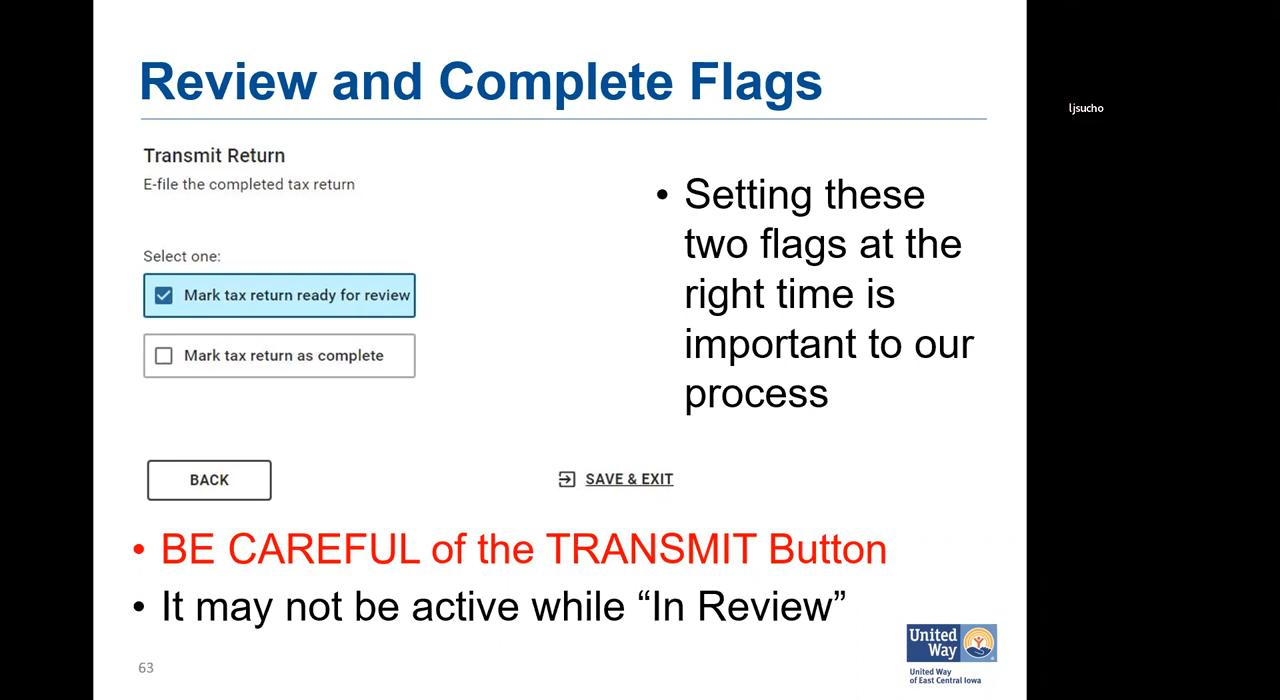 Review and Complete Flags
ljsucho
Transmit Return
E-file the completed tax return
Select one:
Mark tax return ready for review
Mark tax return as complete
• Setting these
two flags at the
right time is
important to our
process
BACK
SAVE & EXIT
• BE CAREFUL of the TRANSMIT Button
• It may not be active while “In Review”
63
United
Way
United Way
of East Central Iowa